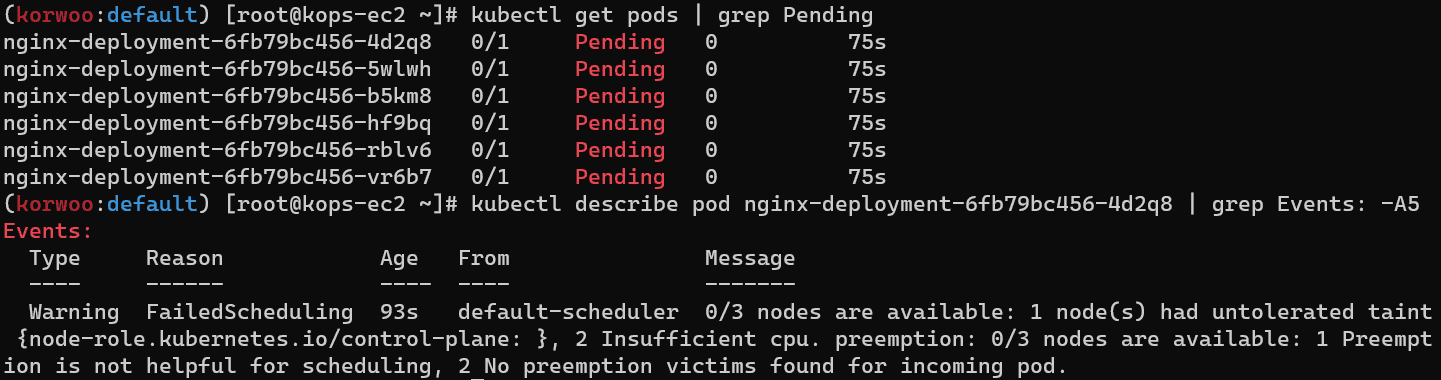 (korwoo:default) [root@kops-ec2 ~]# kubectl get pods | grep Pending
nginx-deployment-6fb79bc456-4d2q8   0/1     Pending   0          75s
nginx-deployment-6fb79bc456-5wlwh   0/1     Pending   0          75s
nginx-deployment-6fb79bc456-b5km8   0/1     Pending   0          75s
nginx-deployment-6fb79bc456-hf9bq   0/1     Pending   0          75s
nginx-deployment-6fb79bc456-rblv6   0/1     Pending   0          75s
nginx-deployment-6fb79bc456-vr6b7   0/1     Pending   0          75s
(korwoo:default) [root@kops-ec2 ~]# kubectl describe pod nginx-deployment-6fb79bc456-4d2q8 | grep Events: -A5
Events:
  Type     Reason            Age   From               Message
  ----     ------            ----  ----               -------
  Warning  FailedScheduling  93s   default-scheduler  0/3 nodes are available: 1 node(s) had untolerated taint
 {node-role.kubernetes.io/control-plane: }, 2 Insufficient cpu. preemption: 0/3 nodes are available: 1 Preempt
ion is not helpful for scheduling, 2 No preemption victims found for incoming pod.